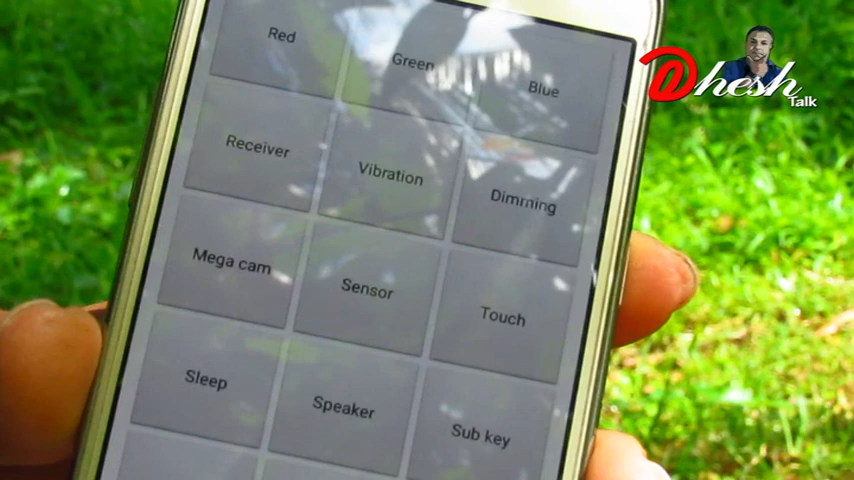 Red
Green
Blue
Receiver
Vibration
Dimming
Mega cam
Sensor
Touch
Sleep
Speaker
Sub key
Dhesh
Talk